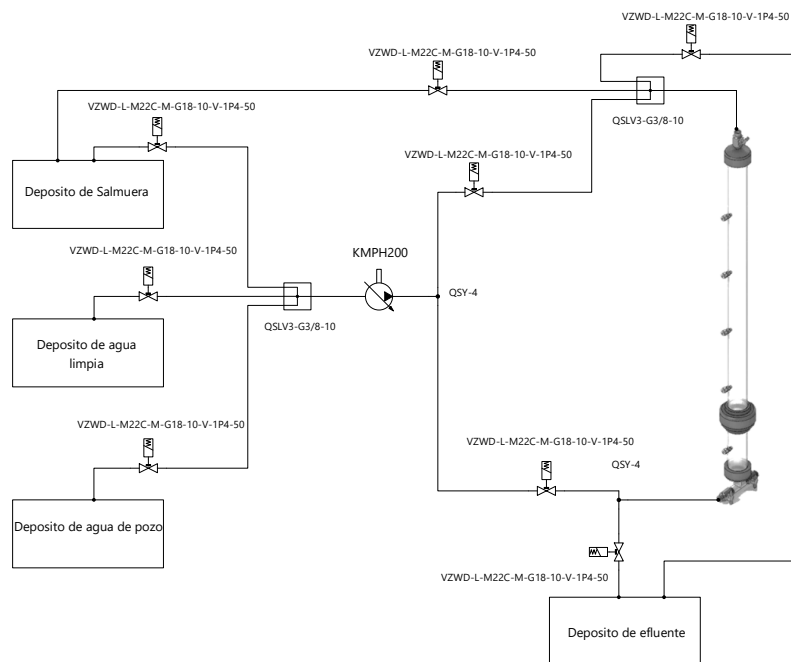 VZWD-L-M22C-M-G18-10-V-1P4-50
VZWD-L-M22C-M-G18-10-V-1P4-50
VZWD-L-M22C-M-G18-10-V-1P4-50
QSLV3-G3/8-10
VZWD-L-M22C-M-G18-10-V-1P4-50
Deposito de Salmuera
VZWD-L-M22C-M-G18-10-V-1P4-50
KMPH200
QSY-4
QSLV3-G3/8-10
Deposito de agua
limpia
VZWD-L-M22C-M-G18-10-V-1P4-50
VZWD-L-M22C-M-G18-10-V-1P4-50
QSY-4
Deposito de agua de pozo
VZWD-L-M22C-M-G18-10-V-1P4-50
Deposito de efluente